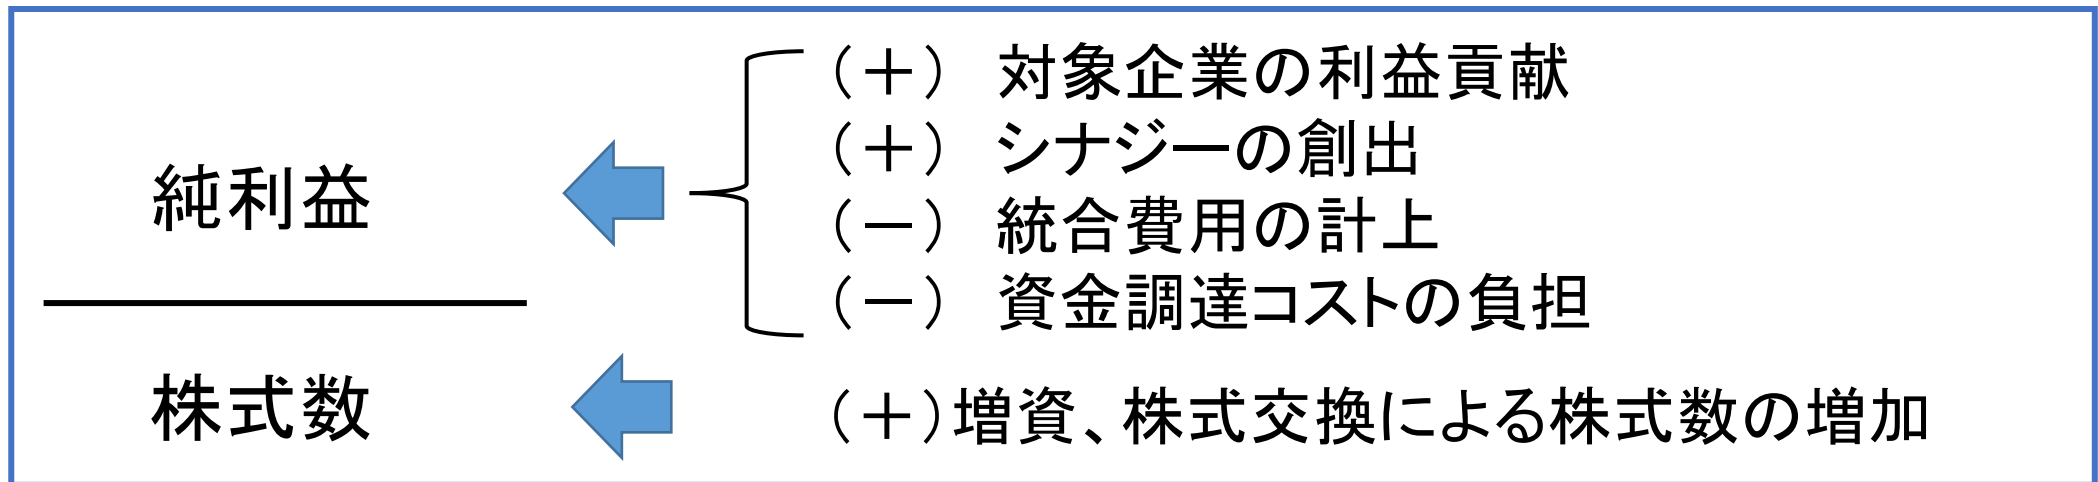 （＋）　対象企業の利益貢献
（＋）　シナジーの創出
純利益
（－）　統合費用の計上
（－）　資金調達コストの負担
株式数
（＋）増資、株式交換による株式数の増加